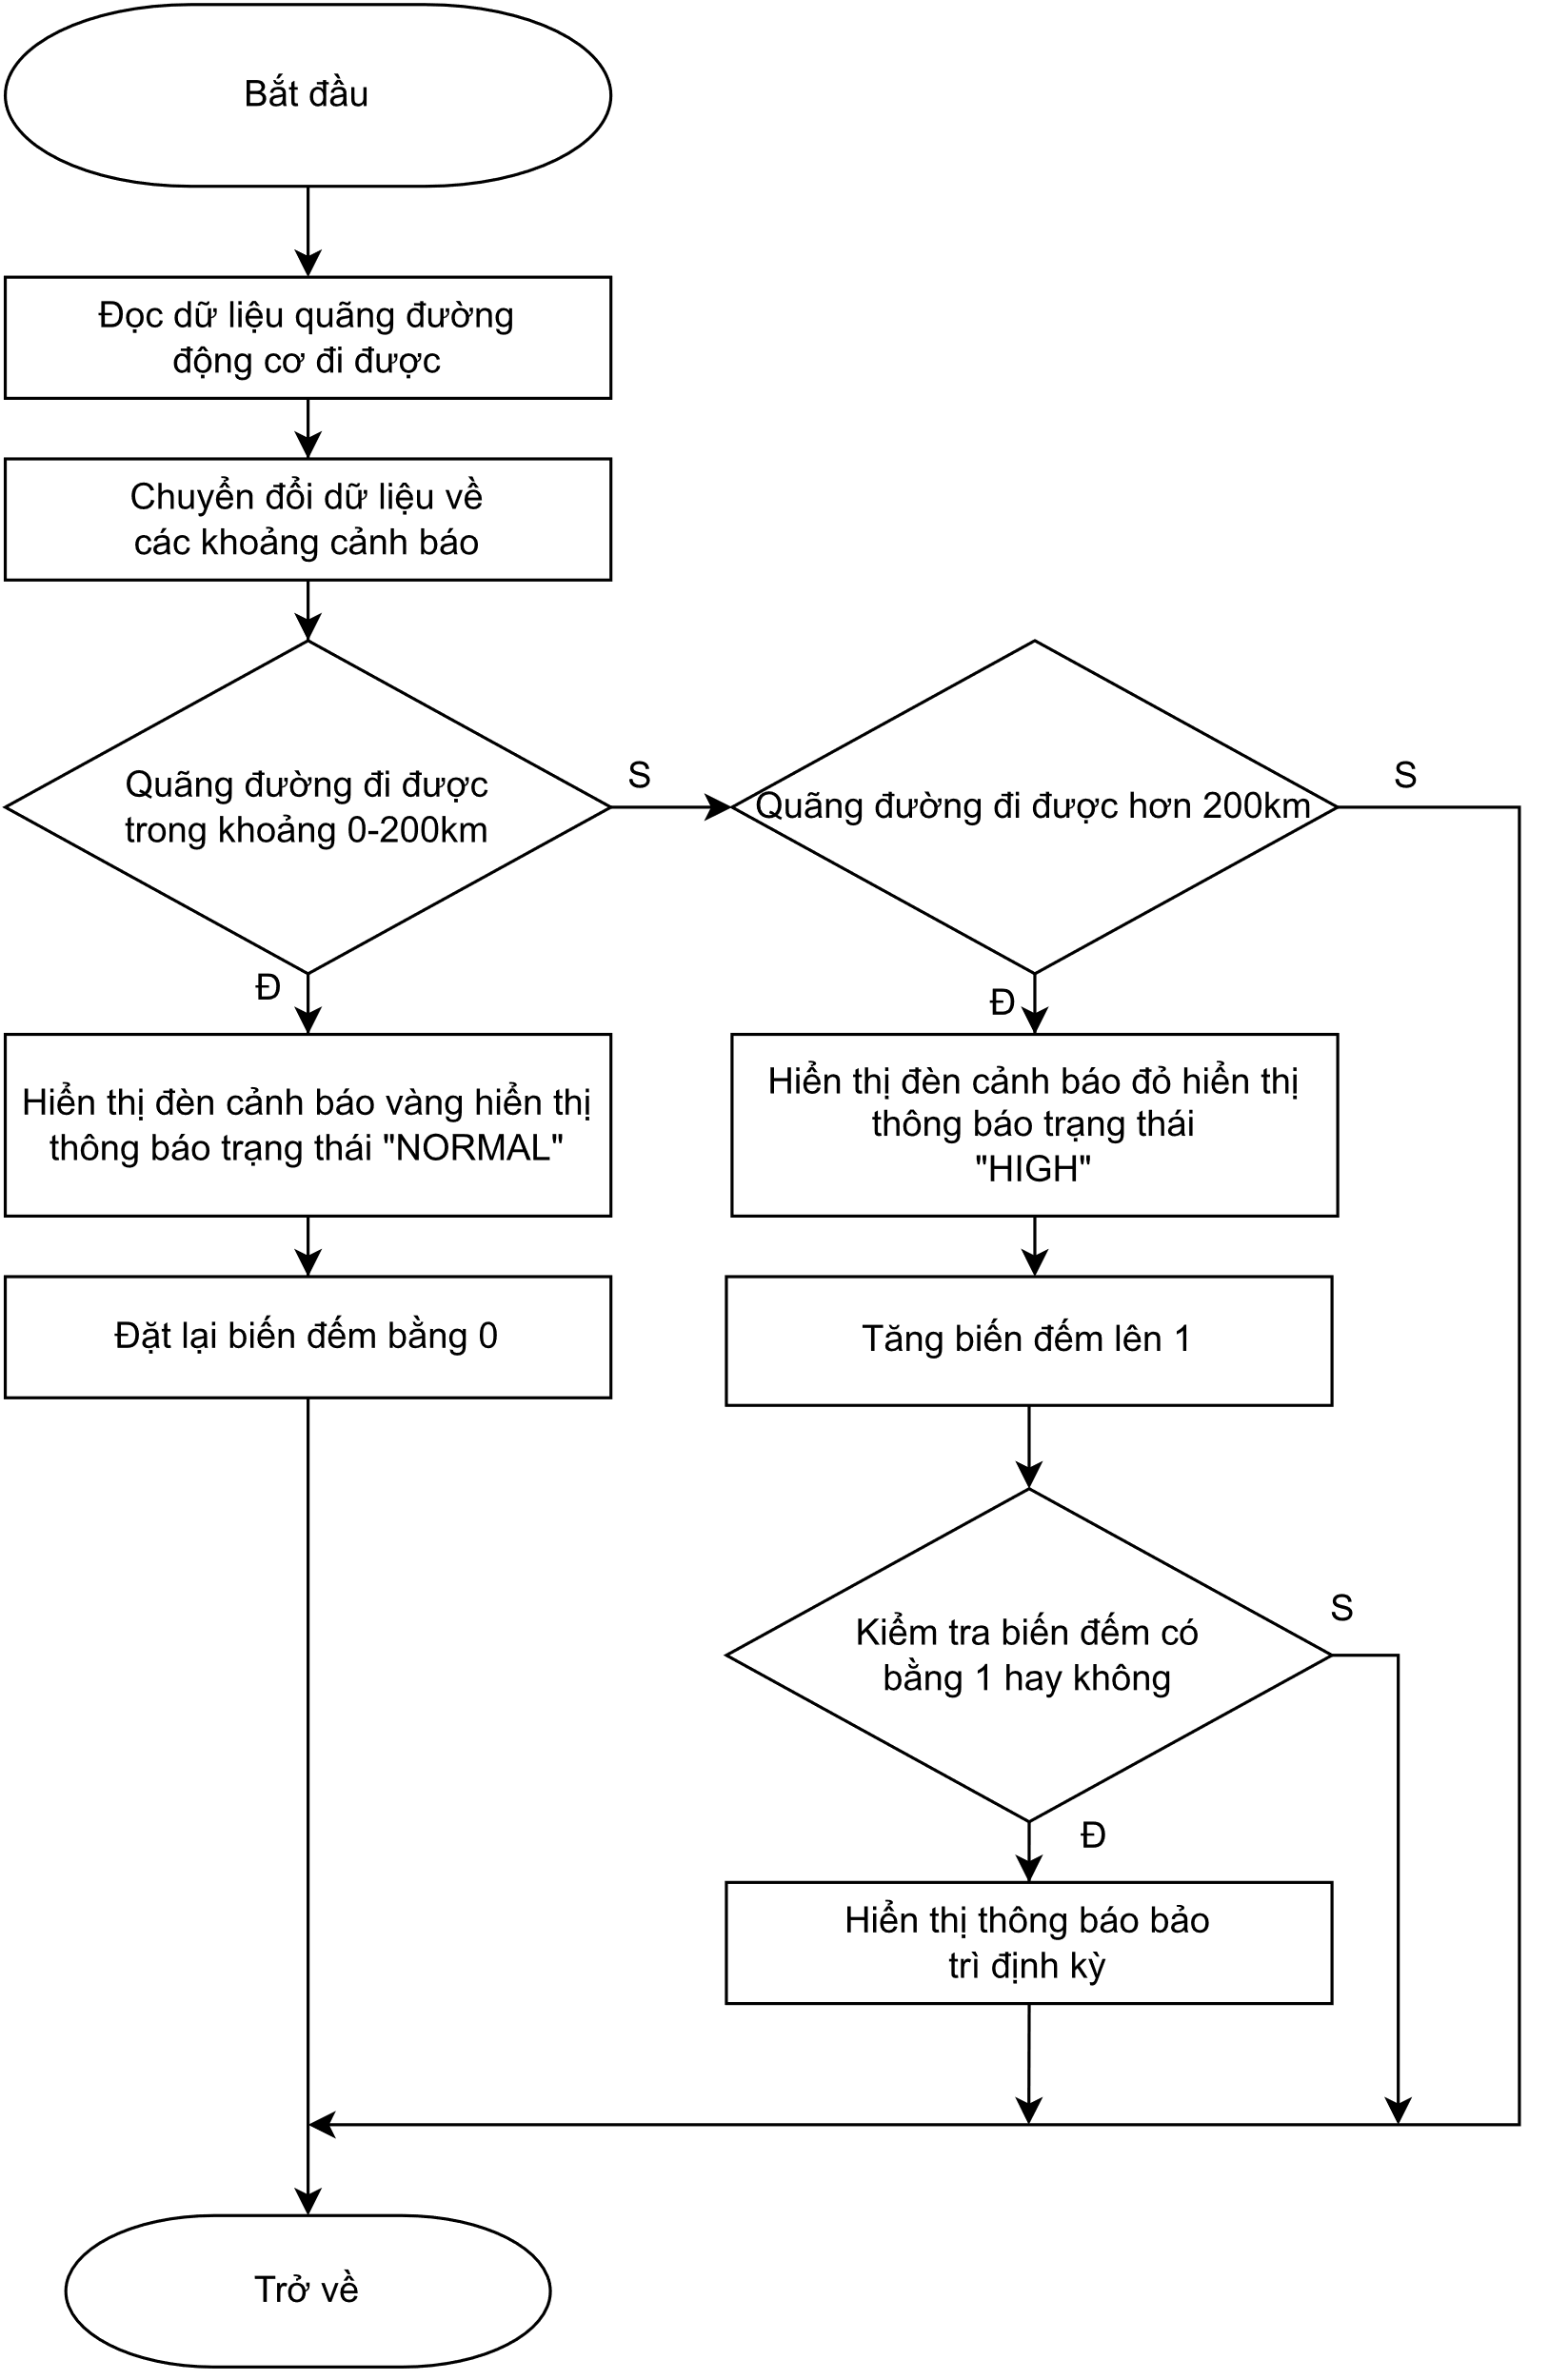 Bắt đầu
Đọc dữ liệu quãng đường
động cơ đi được
Chuyển đổi dữ liệu về
các khoảng cảnh báo
Quãng đường đi được
trong khoảng 0-200km
S
Quãng đường đi được hơn 200km
S
Đ
Đ
Hiển thị đèn cảnh báo vàng hiển thị
thông báo trạng thái "NORMAL"
Hiển thị đèn cảnh báo đỏ hiển thị
thông báo trạng thái
"HIGH"
Đặt lại biến đếm bằng 0
Tăng biến đếm lên 1
Kiểm tra biến đếm có
bằng 1 hay không
S
Đ
Hiển thị thông báo bảo
trì định kỳ
Trở về